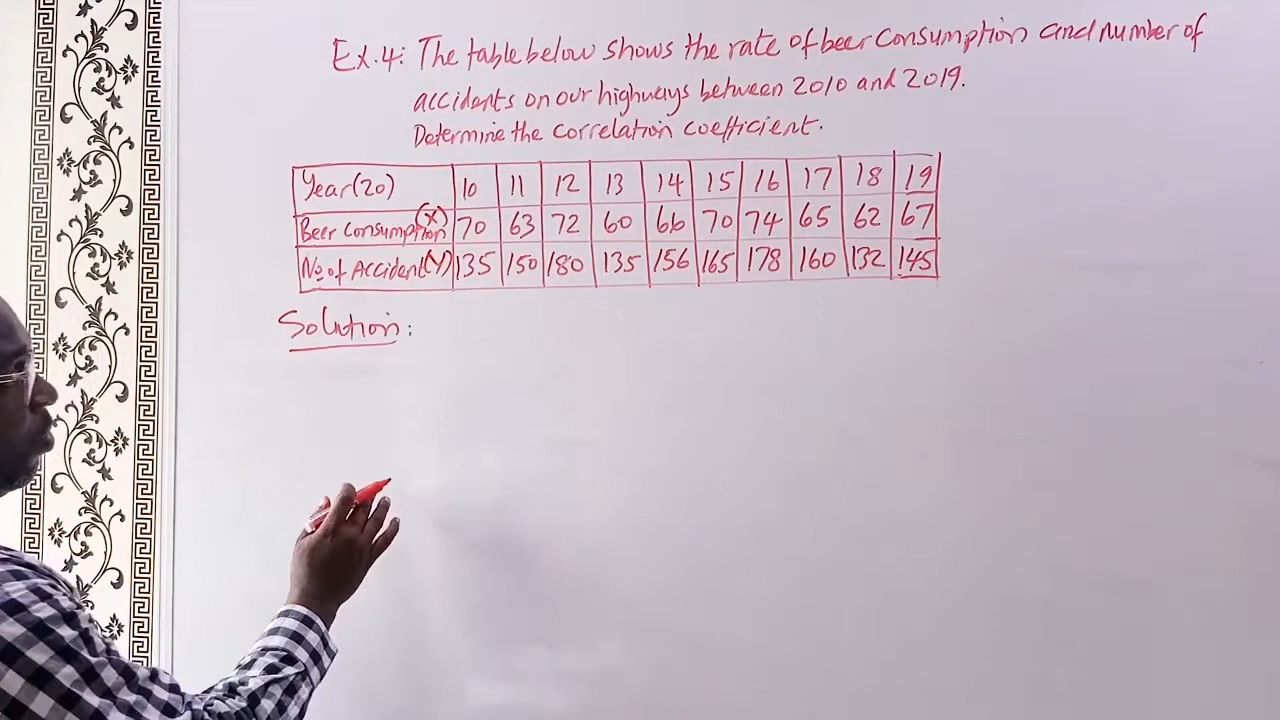 Ex.4: The table below shows the rate of beer consumption and number of
accidents on our highways between 2010 and 2019.
Determine the correlation coefficient.
Year(20) 10 11 12 13 14 15 16 17 18 19
Beer consumption (X) 70 63 72 60 66 70 74 65 62 67
No of Accident(Y) 135 150 180 135 156 165 178 160 132 145
Solution: